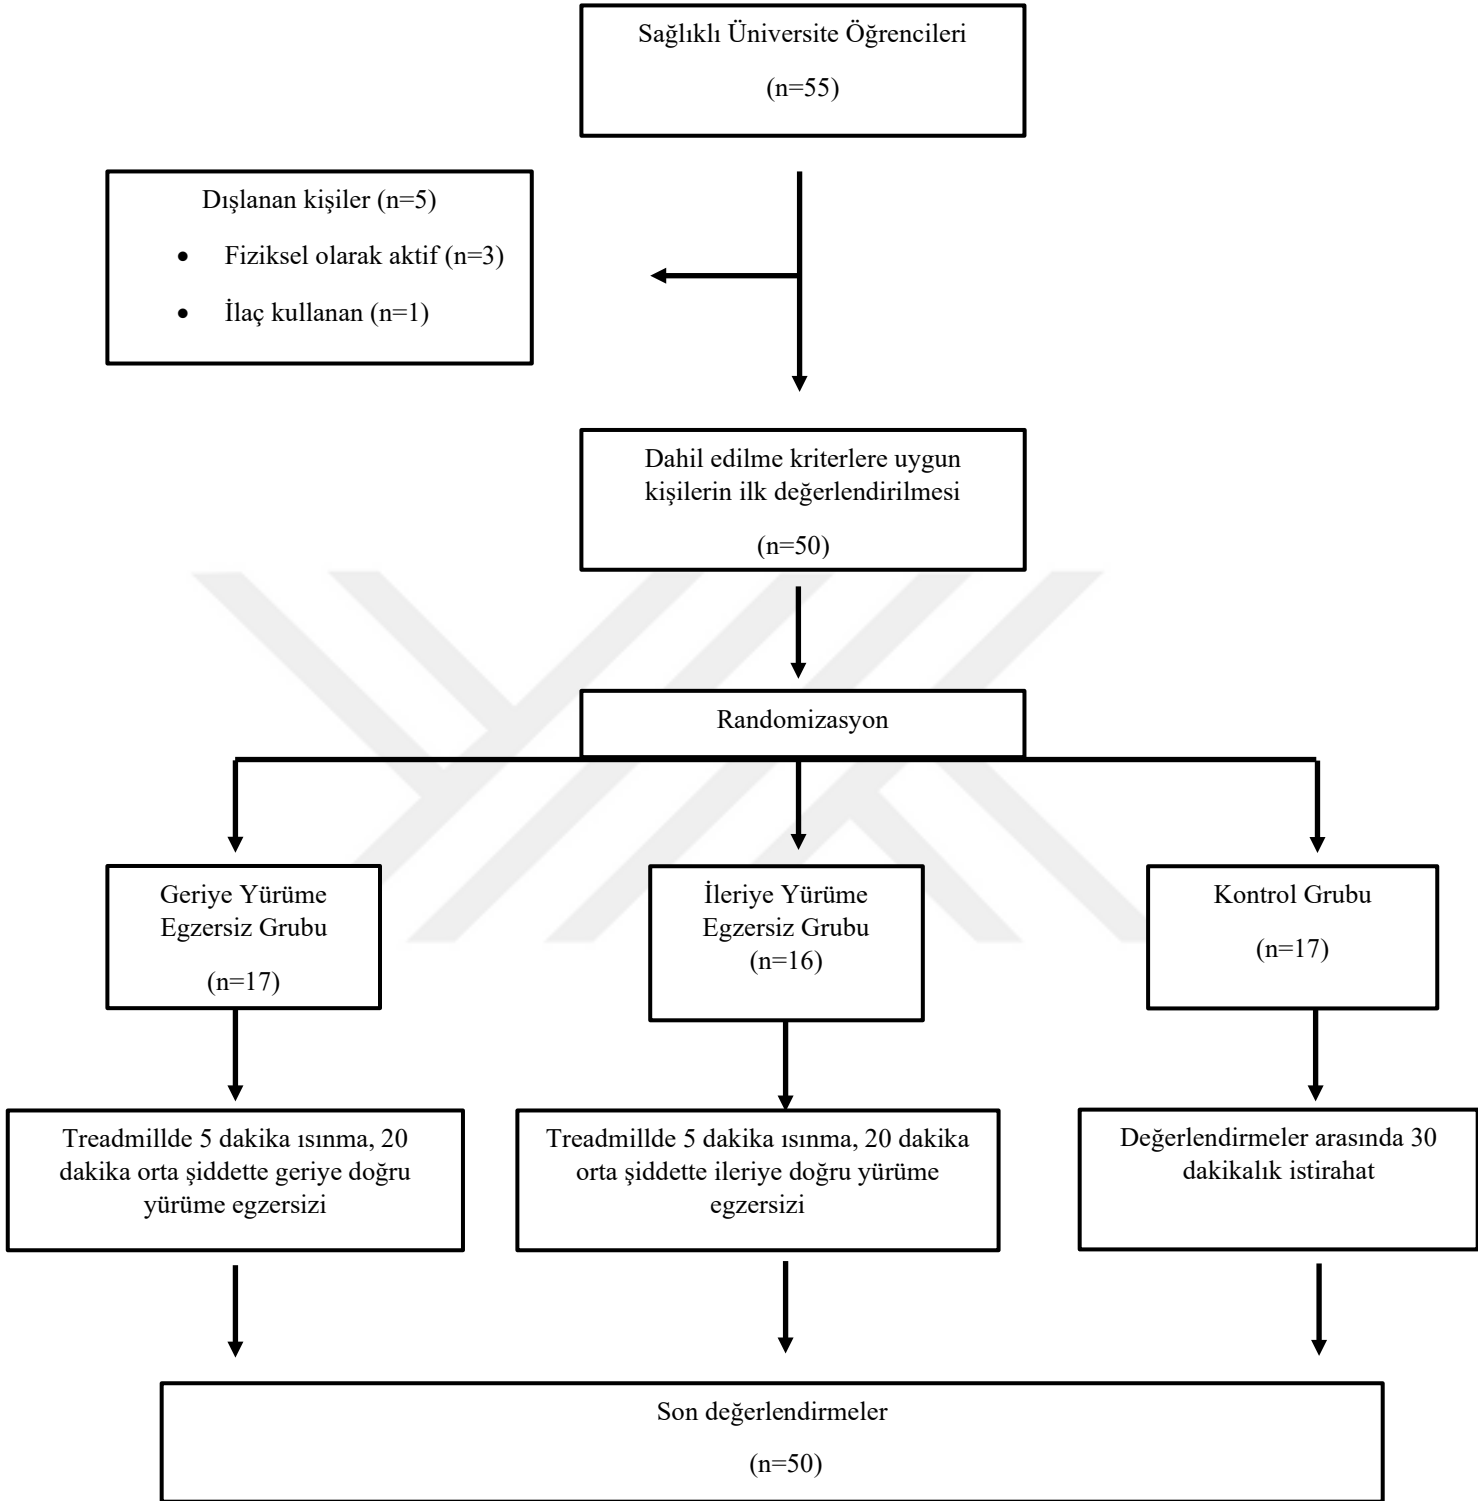 Sağlıklı Üniversite Öğrencileri
(n=55)
Dışlanan kişiler (n=5)
• Fiziksel olarak aktif (n=3)
• İlaç kullanan (n=1)
Dahil edilme kriterlere uygun
kişilerin ilk değerlendirilmesi
(n=50)
Randomizasyon
Geriye Yürüme
Egzersiz Grubu
(n=17)
İleriye Yürüme
Egzersiz Grubu
(n=16)
Kontrol Grubu
(n=17)
Treadmillde 5 dakika ısınma, 20
dakika orta şiddette geriye doğru
yürüme egzersizi
Treadmillde 5 dakika ısınma, 20 dakika
orta şiddette ileriye doğru yürüme
egzersizi
Değerlendirmeler arasında 30
dakikalık istirahat
Son değerlendirmeler
(n=50)